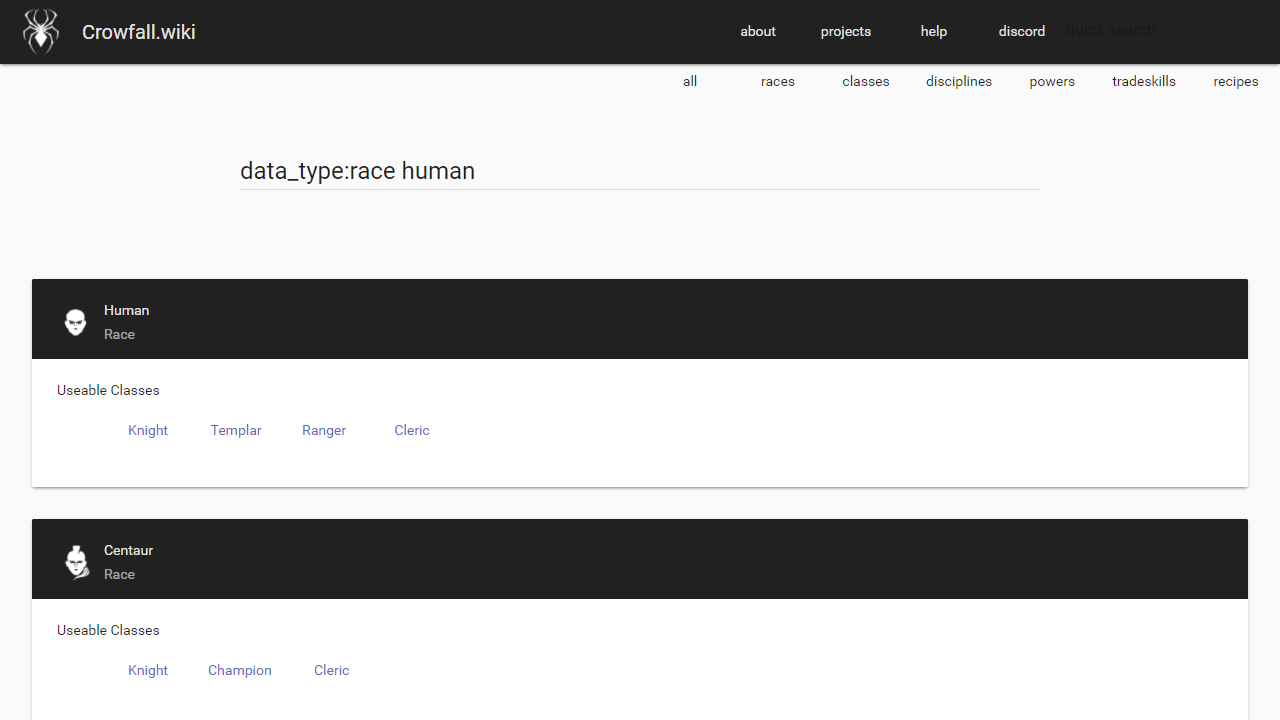 Crowfall.wiki
about projects help discord quick search
all races classes disciplines powers tradeskills recipes
data_type:race human
Human
Race
Useable Classes
Knight Templar Ranger Cleric
Centaur
Race
Useable Classes
Knight Champion Cleric